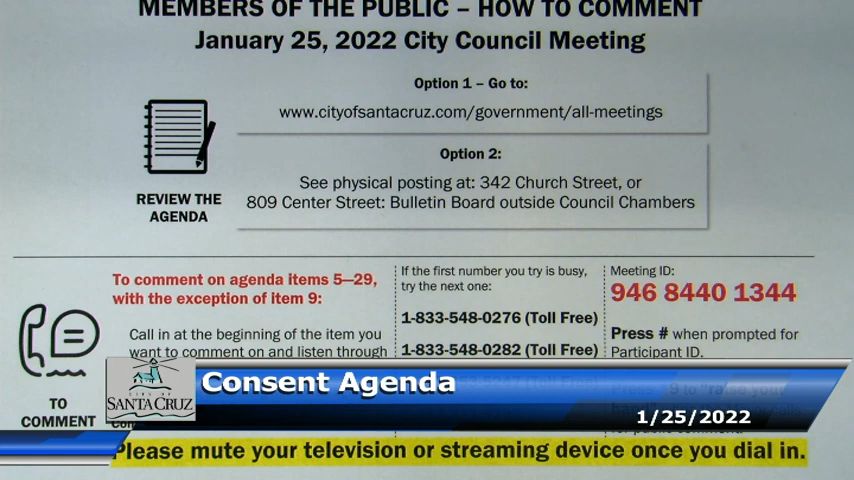 MEMBERS OF THE PUBLIC – HOW TO COMMENT
January 25, 2022 City Council Meeting
Option 1 – Go to:
www.cityofsantacruz.com/government/all-meetings
Option 2:
See physical posting at: 342 Church Street, or
809 Center Street: Bulletin Board outside Council Chambers
REVIEW THE
AGENDA
To comment on agenda items 5–29,
with the exception of item 9:
Call in at the beginning of the item you
want to comment on and listen through
If the first number you try is busy,
try the next one:
1-833-548-0276 (Toll Free)
1-833-548-0282 (Toll Free)
Meeting ID:
946 8440 1344
Press # when prompted for
Participant ID.
TO
COMMENT
CITY OF
SANTA CRUZ
Consent Agenda
1/25/2022
Please mute your television or streaming device once you dial in.